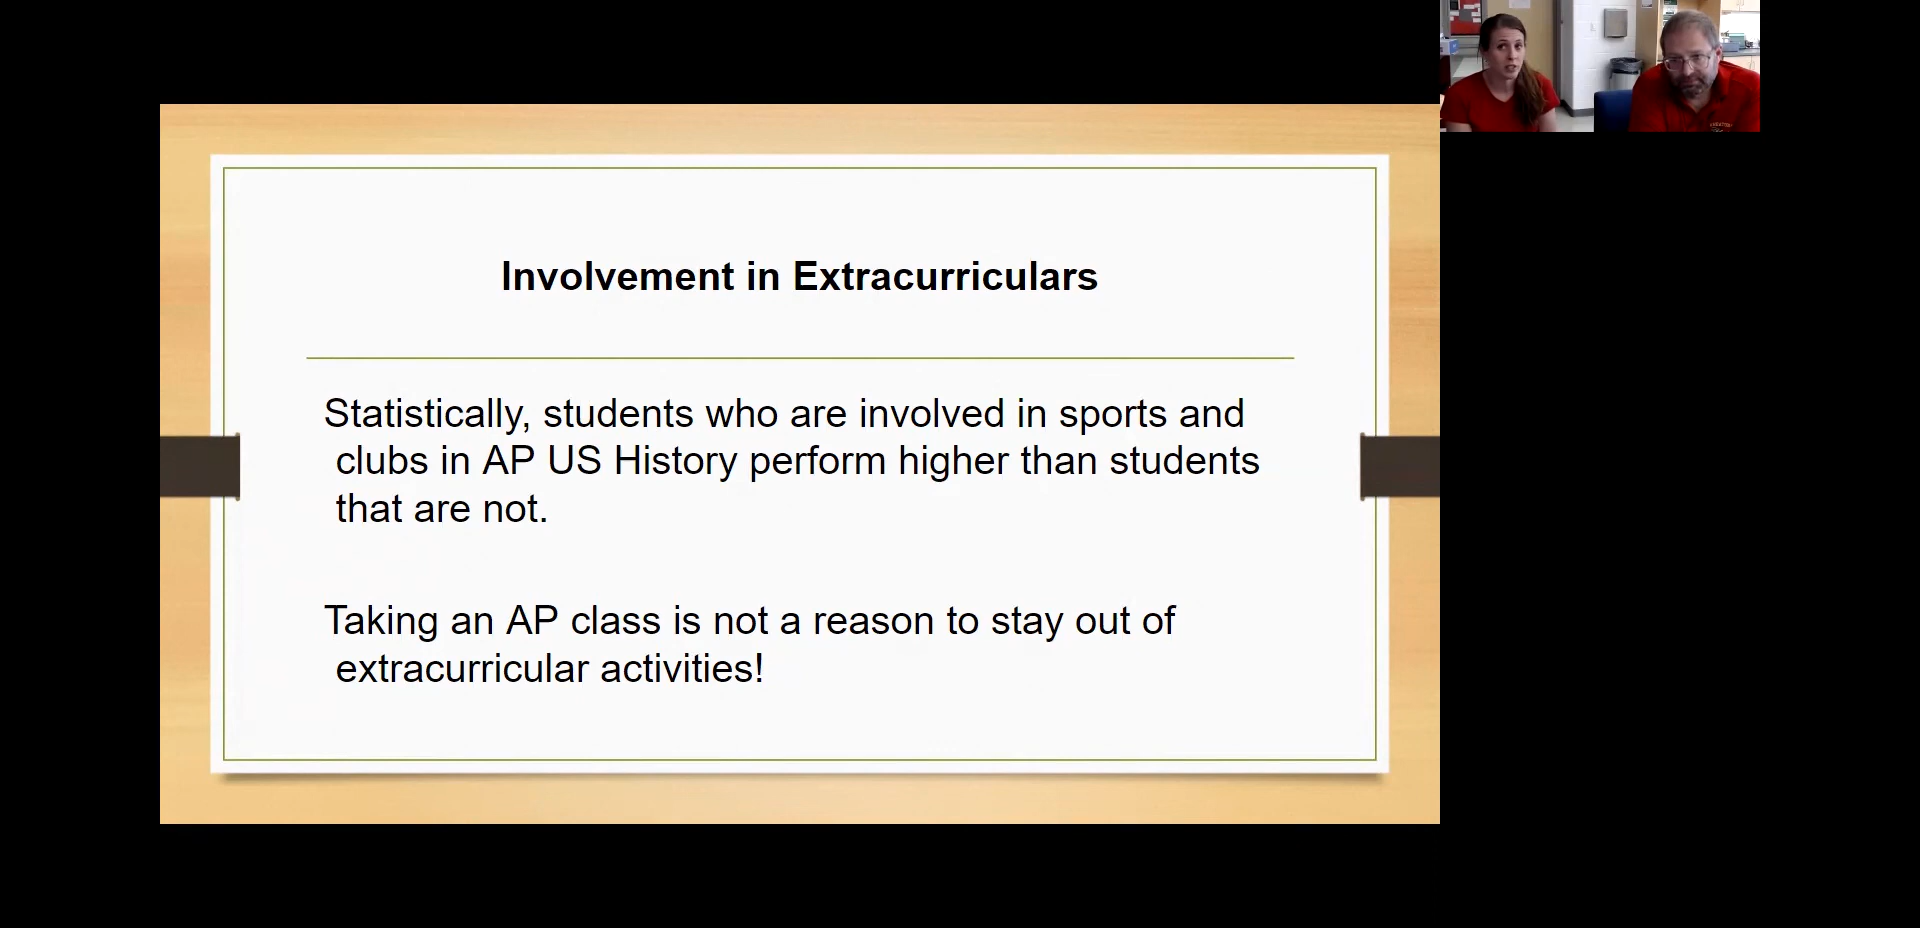 Involvement in Extracurriculars
Statistically, students who are involved in sports and
clubs in AP US History perform higher than students
that are not.
Taking an AP class is not a reason to stay out of
extracurricular activities!